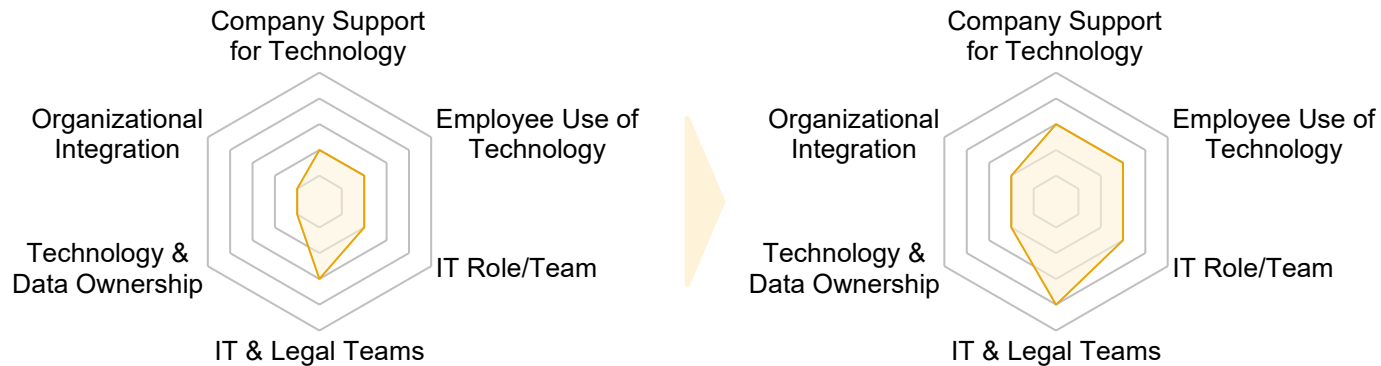 Company Support
for Technology
Organizational
Integration
Employee Use of
Technology
Technology &
Data Ownership
IT Role/Team
IT & Legal Teams
Company Support
for Technology
Organizational
Integration
Employee Use of
Technology
Technology &
Data Ownership
IT Role/Team
IT & Legal Teams